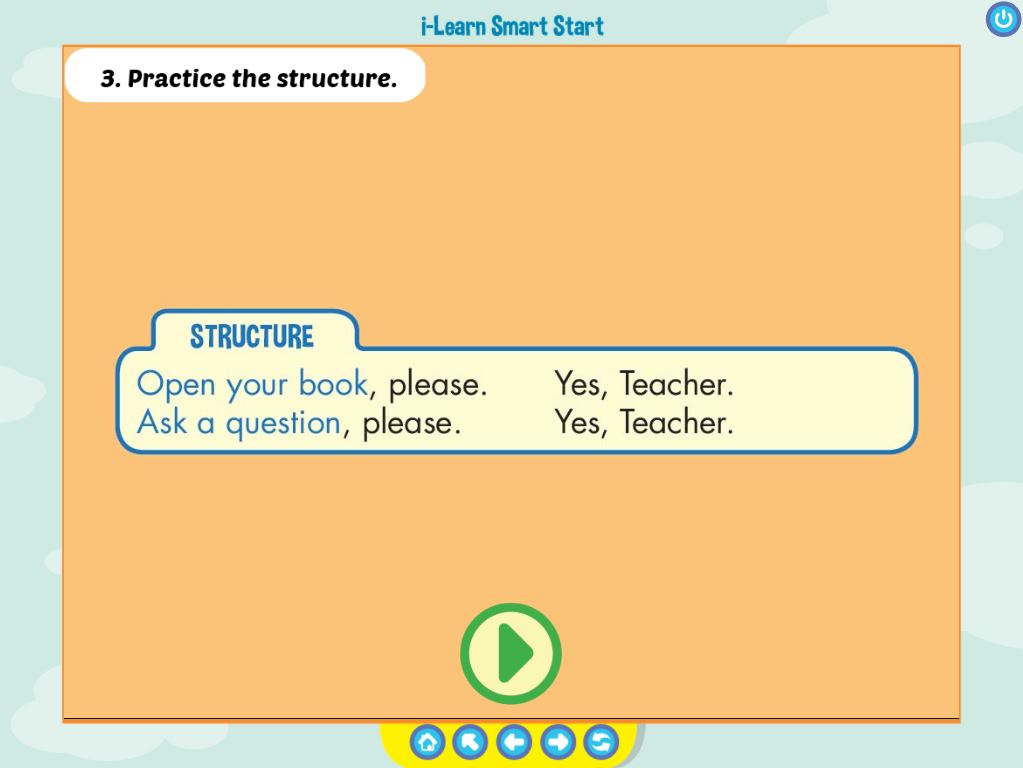 i-Learn Smart Start
3. Practice the structure.
STRUCTURE
Open your book, please. Yes, Teacher.
Ask a question, please. Yes, Teacher.